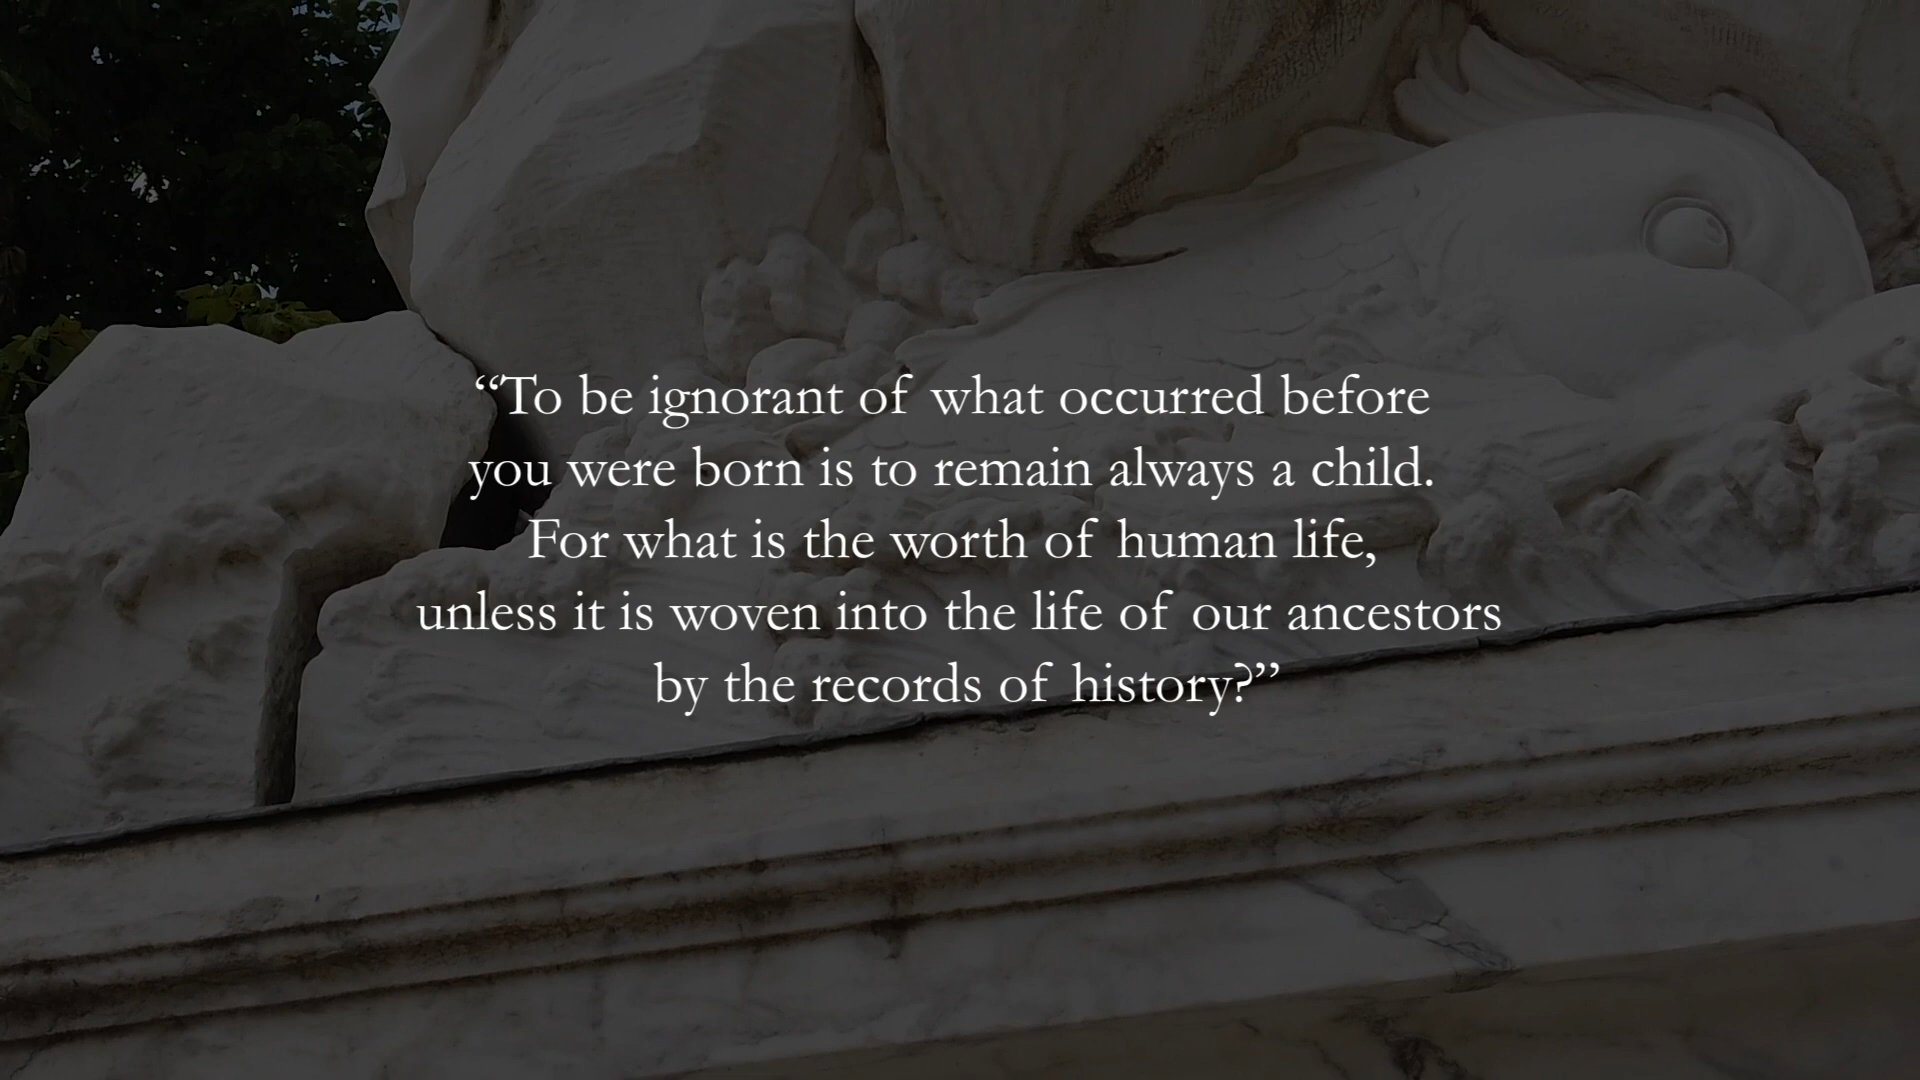 “To be ignorant of what occurred before
you were born is to remain always a child.
For what is the worth of human life,
unless it is woven into the life of our ancestors
by the records of history?”